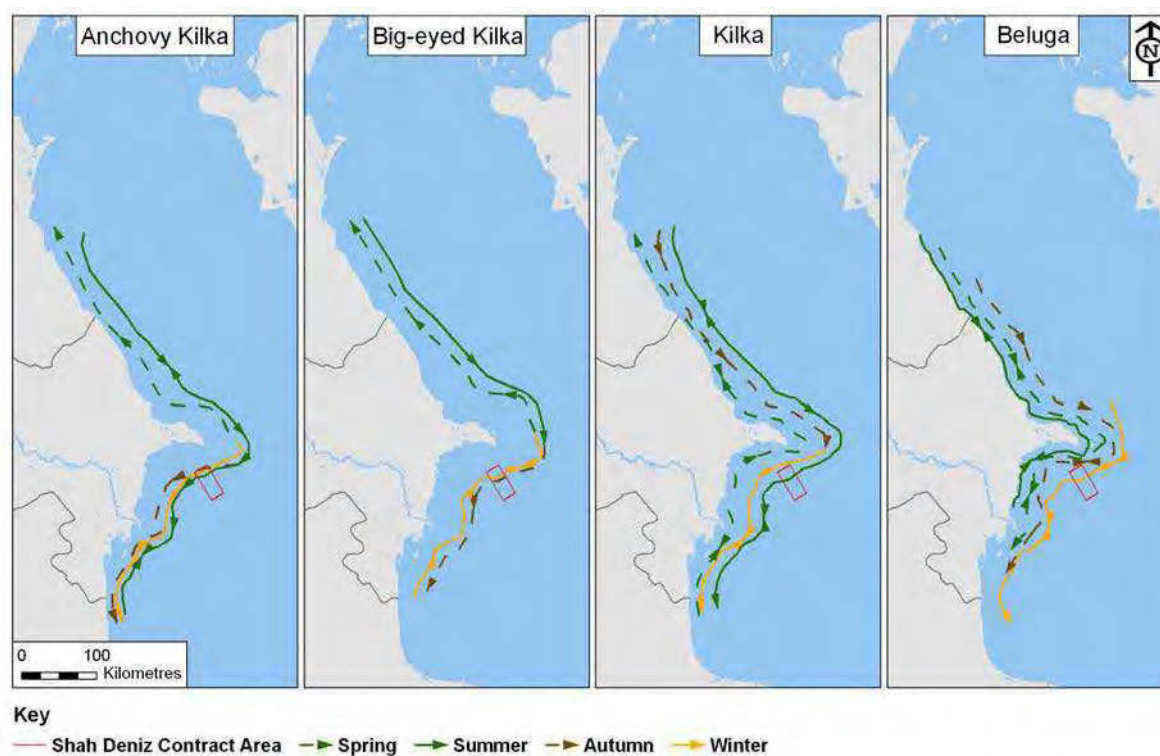 Anchovy Kilka
Big-eyed Kilka
Kilka
Beluga
N
0 100
Kilometres
Key
Shah Deniz Contract Area Spring Summer Autumn Winter